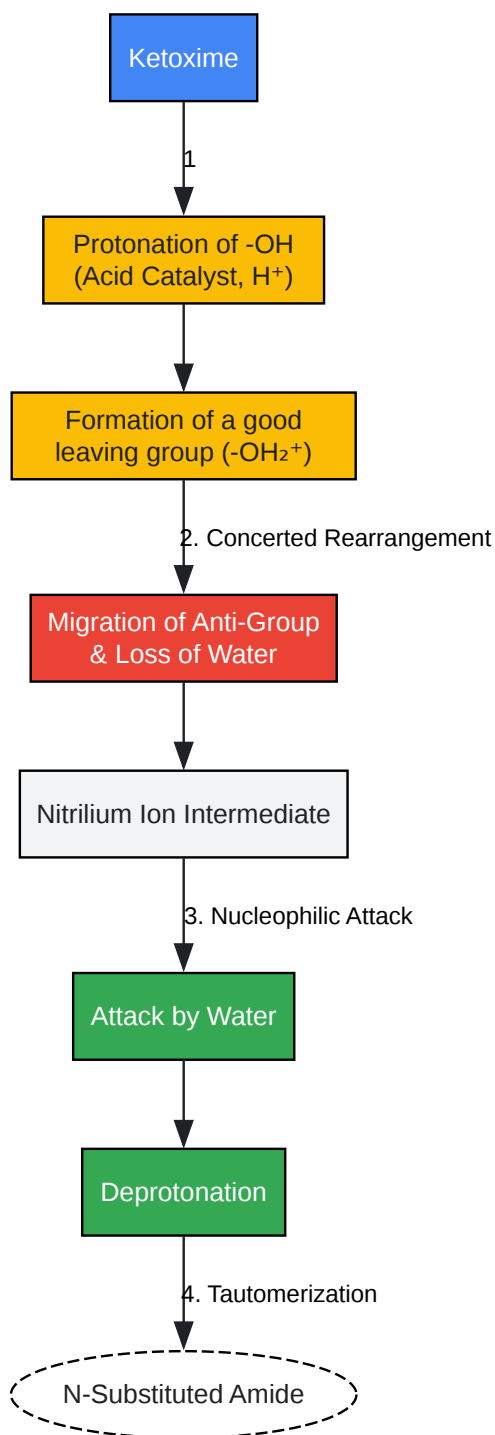 Ketoxime
1
Protonation of -OH
(Acid Catalyst, H⁺)
Formation of a good
leaving group (-OH₂⁺)
2. Concerted Rearrangement
Migration of Anti-Group
& Loss of Water
Nitrilium Ion Intermediate
3. Nucleophilic Attack
Attack by Water
Deprotonation
4. Tautomerization
N-Substituted Amide